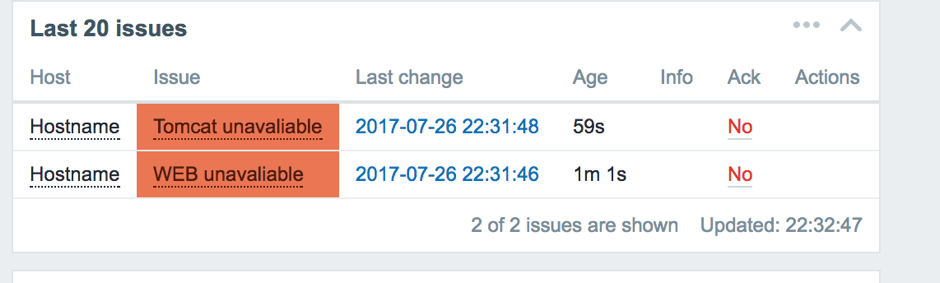 Last 20 issues
Host Issue Last change Age Info Ack Actions
Hostname Tomcat unavaliable 2017-07-26 22:31:48 59s No
Hostname WEB unavaliable 2017-07-26 22:31:46 1m 1s No
2 of 2 issues are shown Updated: 22:32:47